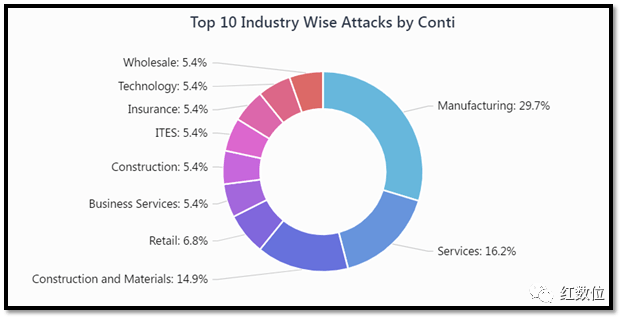 Top 10 Industry Wise Attacks by Conti
Wholesale: 5.4%
Technology: 5.4%
Insurance: 5.4%
ITES: 5.4%
Construction: 5.4%
Business Services: 5.4%
Retail: 6.8%
Construction and Materials: 14.9%
Manufacturing: 29.7%
Services: 16.2%
红数位